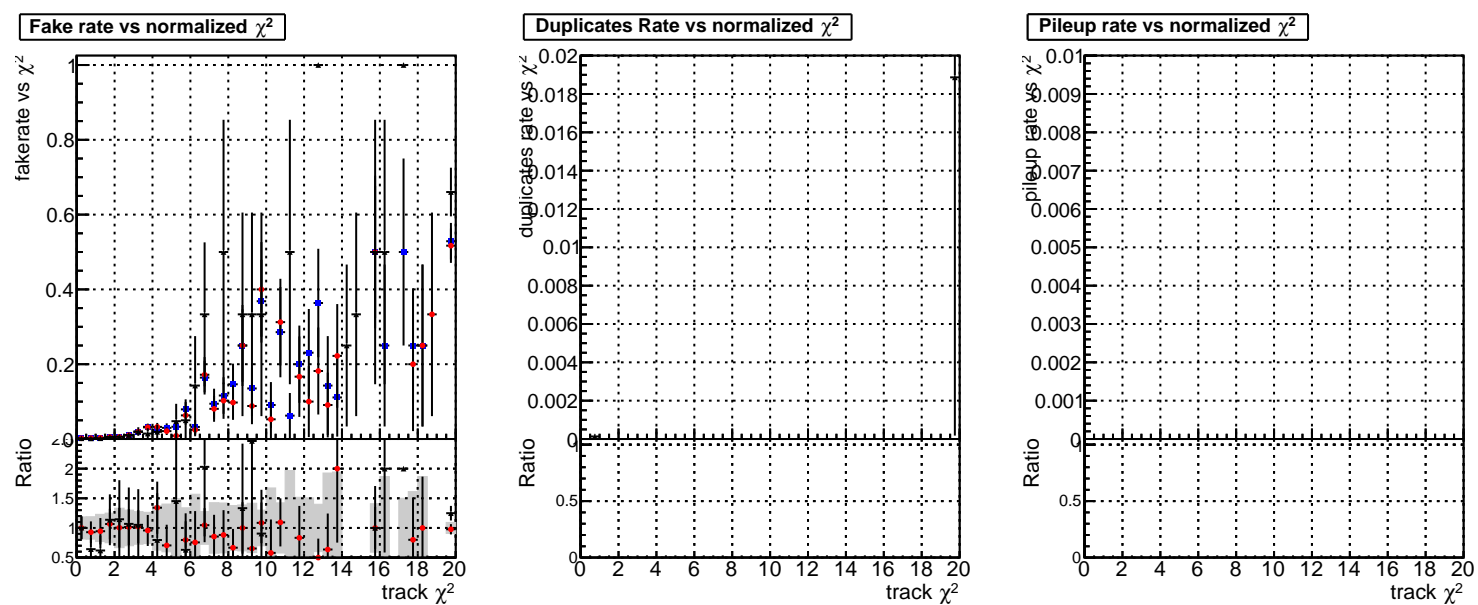 Fake rate vs normalized χ²
fakerate vs χ²
1
0.8
0.6
0.4
0.2
0
Ratio
2
1.5
1
0.5
0 2 4 6 8 10 12 14 16 18 20
track χ²
Duplicates Rate vs normalized χ²
duplicates rate vs χ²
0.02
0.018
0.016
0.014
0.012
0.01
0.008
0.006
0.004
0.002
0
Ratio
1
0.5
0
0 2 4 6 8 10 12 14 16 18 20
track χ²
Pileup rate vs normalized χ²
pileup rate vs χ²
0.01
0.009
0.008
0.007
0.006
0.005
0.004
0.003
0.002
0.001
0
Ratio
1
0.5
0
0 2 4 6 8 10 12 14 16 18 20
track χ²